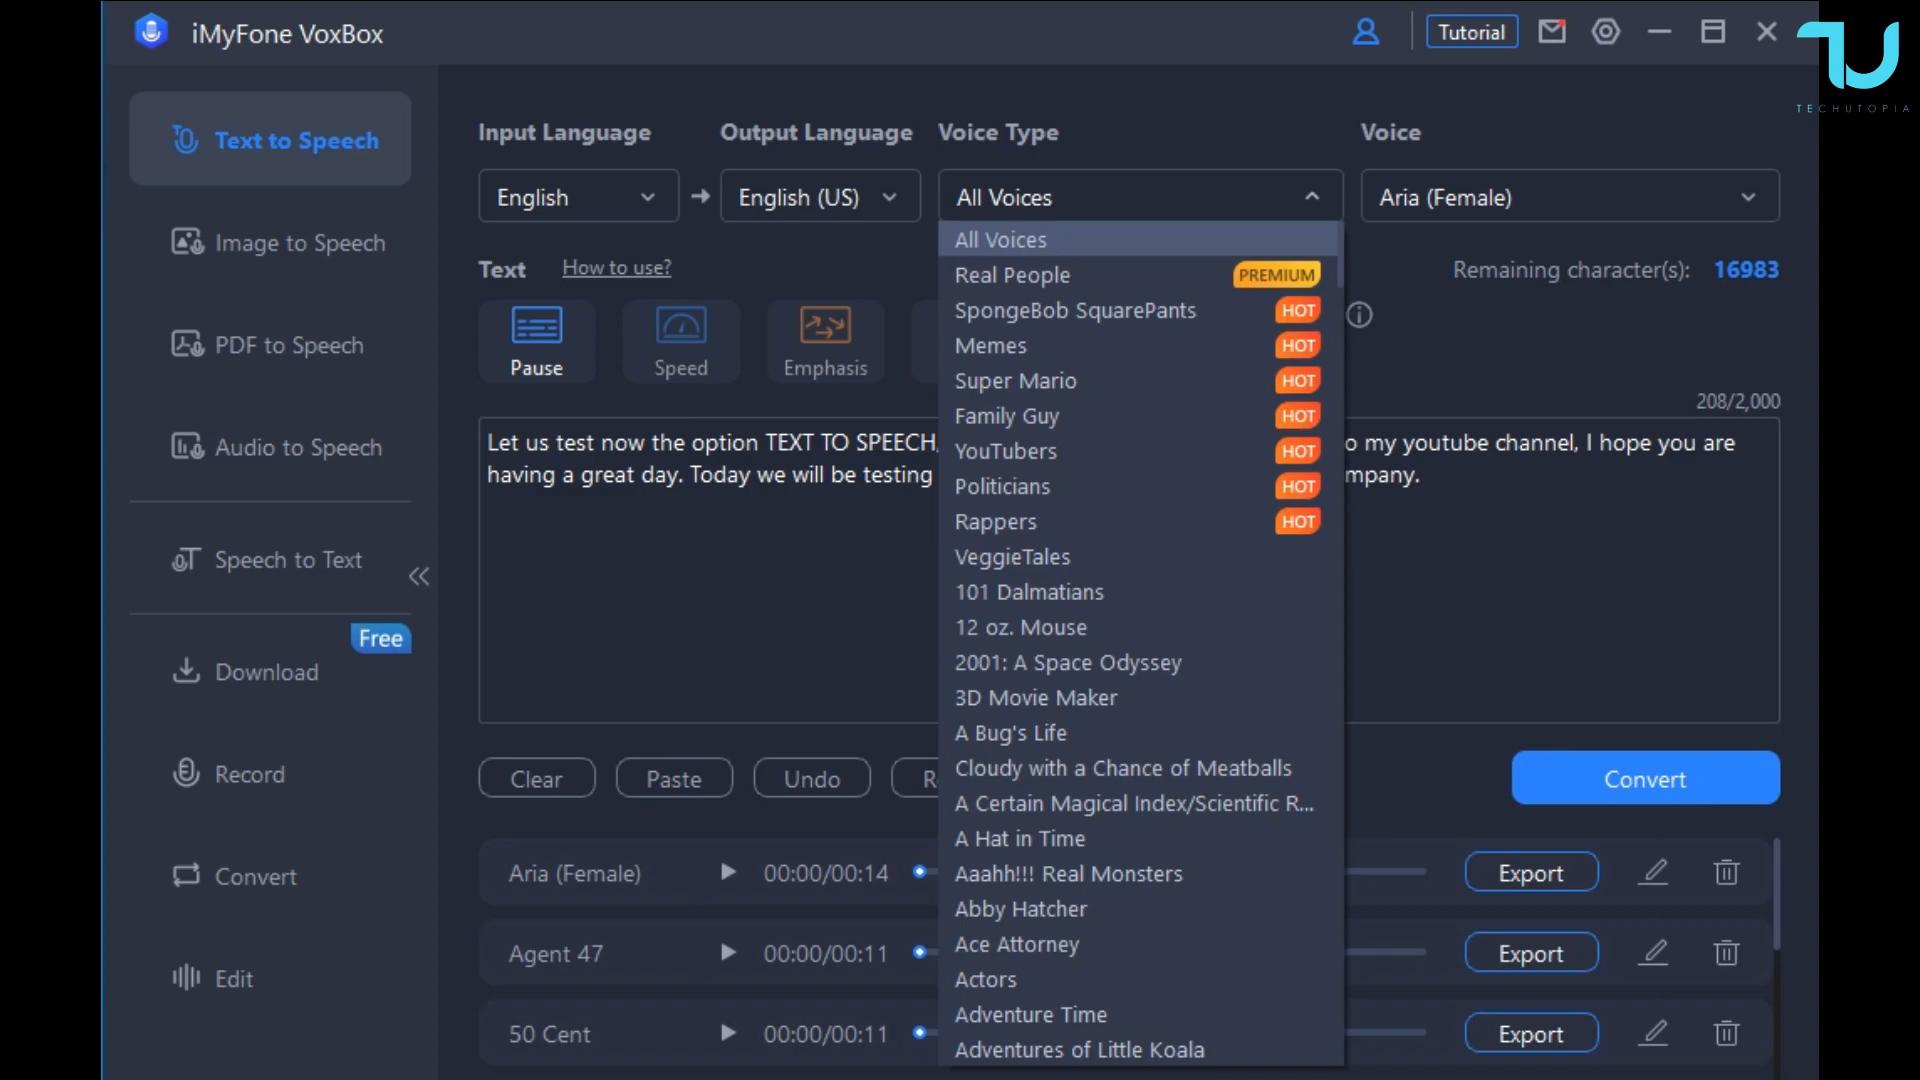 iMyFone VoxBox
Tutorial
TECHUTOPIA
Text to Speech
Image to Speech
PDF to Speech
Audio to Speech
Speech to Text
Free
Download
Record
Convert
Edit
Input Language
Output Language
Voice Type
Voice
English
English (US)
All Voices
Aria (Female)
Text
How to use?
Remaining character(s): 16983
Pause
Speed
Emphasis
208/2,000
Let us test now the option TEXT TO SPEECH, o my youtube channel, I hope you are
having a great day. Today we will be testing mpany.
All Voices
Real People PREMIUM
SpongeBob SquarePants HOT
Memes HOT
Super Mario HOT
Family Guy HOT
YouTubers HOT
Politicians HOT
Rappers HOT
VeggieTales
101 Dalmatians
12 oz. Mouse
2001: A Space Odyssey
3D Movie Maker
A Bug's Life
Cloudy with a Chance of Meatballs
A Certain Magical Index/Scientific R...
A Hat in Time
Aaahh!!! Real Monsters
Abby Hatcher
Ace Attorney
Actors
Adventure Time
Adventures of Little Koala
Clear
Paste
Undo
R
Convert
Aria (Female) 00:00/00:14 Export
Agent 47 00:00/00:11 Export
50 Cent 00:00/00:11 Export